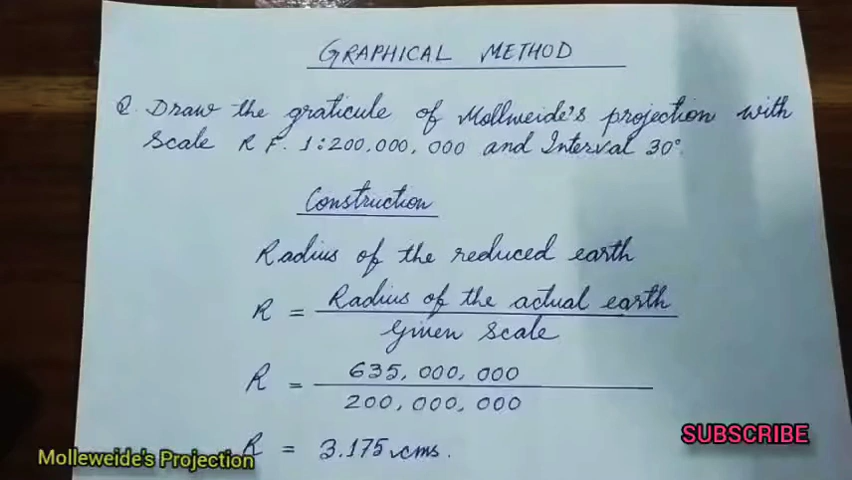 GRAPHICAL METHOD
Q. Draw the graticule of Mollweide's projection with
Scale R F. 1:200,000,000 and Interval 30°.
Construction
Radius of the reduced earth
R = Radius of the actual earth
Given Scale
R = 635,000,000
200,000,000
R = 3.175 cms.
Molleweide's Projection
SUBSCRIBE